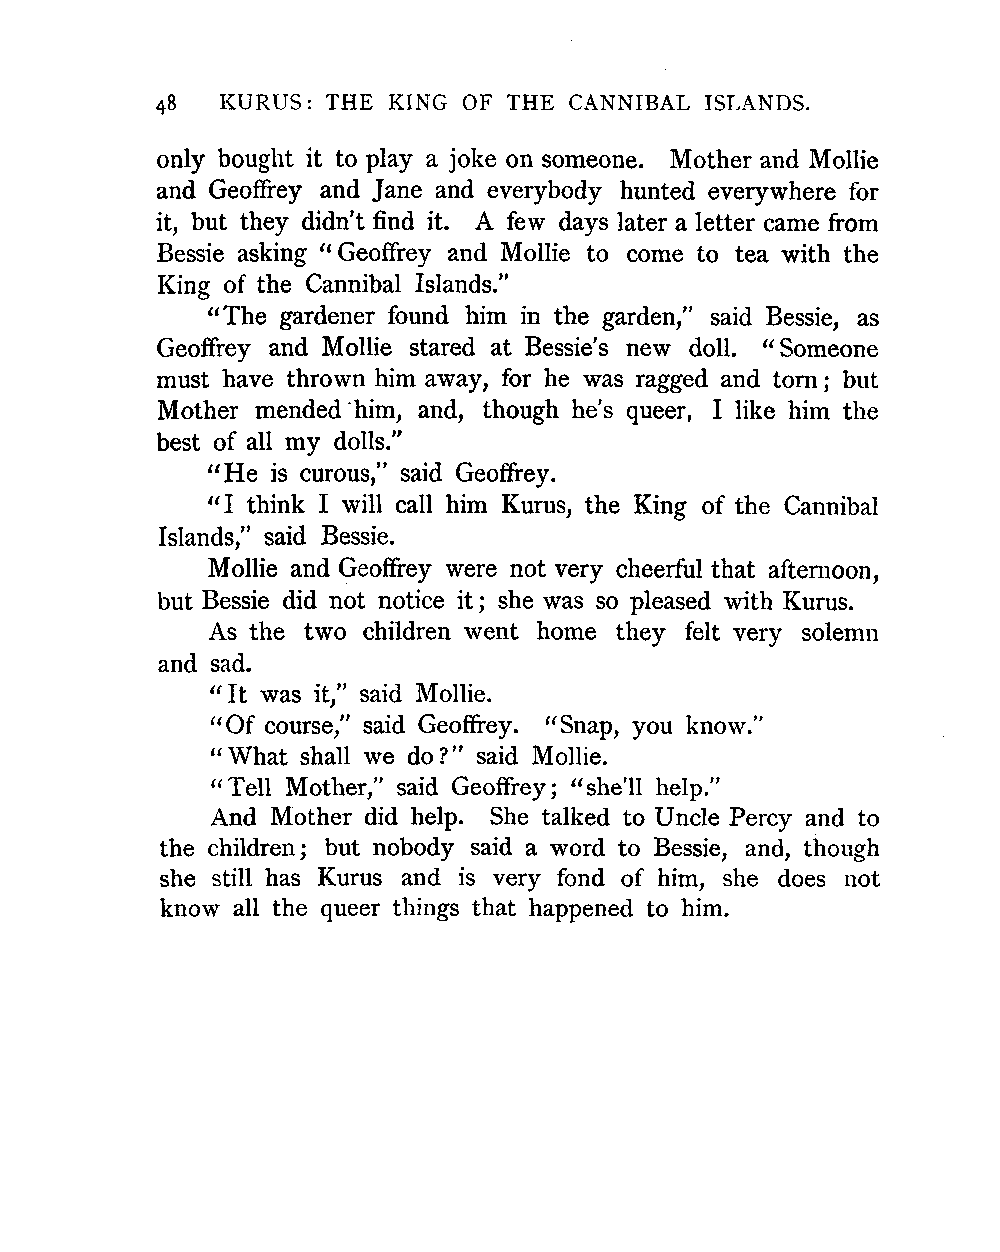 48 KURUS: THE KING OF THE CANNIBAL ISLANDS.
only bought it to play a joke on someone. Mother and Mollie
and Geoffrey and Jane and everybody hunted everywhere for
it, but they didn't find it. A few days later a letter came from
Bessie asking "Geoffrey and Mollie to come to tea with the
King of the Cannibal Islands."
"The gardener found him in the garden," said Bessie, as
Geoffrey and Mollie stared at Bessie's new doll. "Someone
must have thrown him away, for he was ragged and torn; but
Mother mended him, and, though he's queer, I like him the
best of all my dolls."
"He is curous," said Geoffrey.
"I think I will call him Kurus, the King of the Cannibal
Islands," said Bessie.
Mollie and Geoffrey were not very cheerful that afternoon,
but Bessie did not notice it; she was so pleased with Kurus.
As the two children went home they felt very solemn
and sad.
"It was it," said Mollie.
"Of course," said Geoffrey. "Snap, you know."
"What shall we do?" said Mollie.
"Tell Mother," said Geoffrey; "she'll help."
And Mother did help. She talked to Uncle Percy and to
the children; but nobody said a word to Bessie, and, though
she still has Kurus and is very fond of him, she does not
know all the queer things that happened to him.